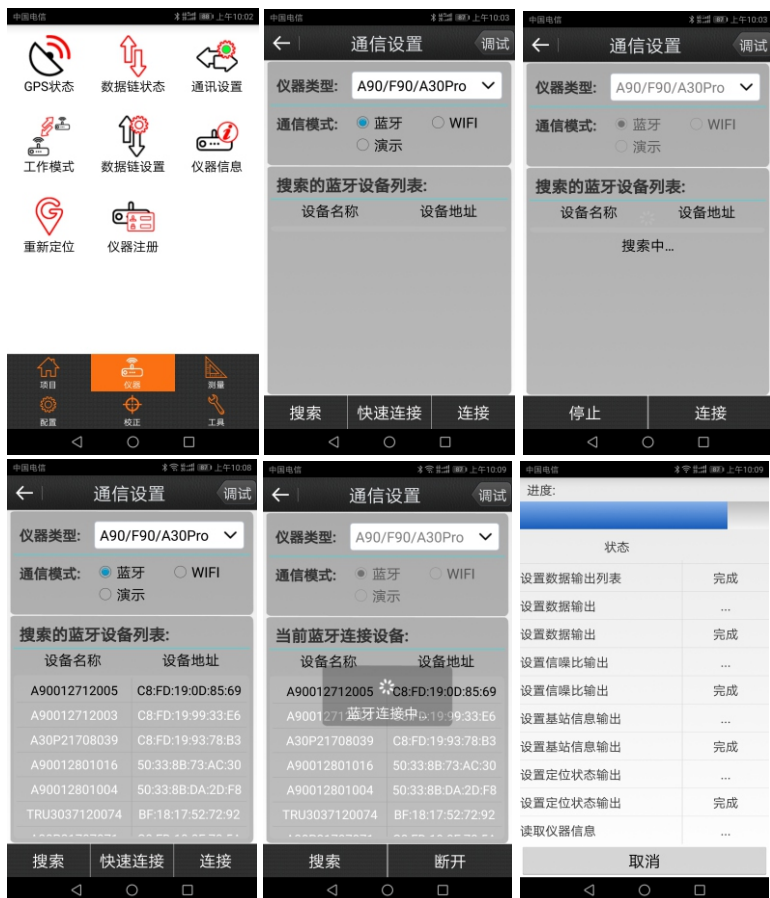 中国电信 上午10:02
GPS状态 数据链状态 通讯设置
工作模式 数据链设置 仪器信息
重新定位 仪器注册
项目 仪器 测量
配置 校正 工具
中国电信 上午10:03
通信设置 调试
仪器类型: A90/F90/A30Pro
通信模式: 蓝牙 WIFI
演示
搜索的蓝牙设备列表:
设备名称 设备地址
搜索 快速连接 连接
中国电信 上午10:03
通信设置 调试
仪器类型: A90/F90/A30Pro
通信模式: 蓝牙 WIFI
演示
搜索的蓝牙设备列表:
设备名称 设备地址
搜索中...
停止 连接
中国电信 上午10:08
通信设置 调试
仪器类型: A90/F90/A30Pro
通信模式: 蓝牙 WIFI
演示
搜索的蓝牙设备列表:
设备名称 设备地址
A90012712005 C8:FD:19:0D:85:69
A90012712003 C8:FD:19:99:33:E6
A30P21708039 C8:FD:19:93:78:B3
A90012801016 50:33:8B:73:AC:30
A90012801004 50:33:8B:DA:2D:F8
TRU3037120074 BF:18:17:52:72:92
搜索 快速连接 连接
中国电信 上午10:09
通信设置 调试
仪器类型: A90/F90/A30Pro
通信模式: 蓝牙 WIFI
演示
当前蓝牙连接设备:
设备名称 设备地址
A90012712005 C8:FD:19:0D:85:69
蓝牙连接中...
A30P21708039 C8:FD:19:93:78:B3
A90012801016 50:33:8B:73:AC:30
A90012801004 50:33:8B:DA:2D:F8
TRU3037120074 BF:18:17:52:72:92
搜索 断开
中国电信 上午10:09
进度:
状态
设置数据输出列表 完成
设置数据输出 ...
设置数据输出 完成
设置信噪比输出 ...
设置信噪比输出 完成
设置基站信息输出 ...
设置基站信息输出 完成
设置定位状态输出 ...
设置定位状态输出 完成
读取仪器信息 ...
取消